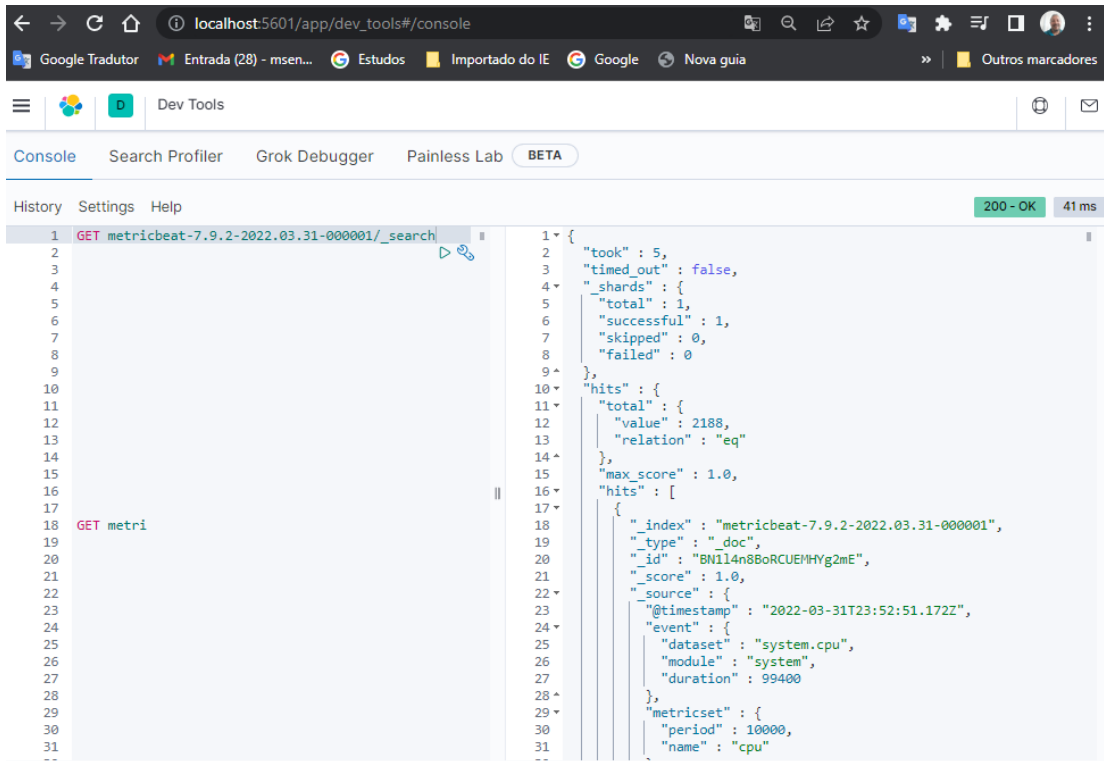 localhost:5601/app/dev_tools#/console
Google Tradutor Entrada (28) - msen... Estudos Importado do IE Google Nova guia » Outros marcadores
D Dev Tools
Console Search Profiler Grok Debugger Painless Lab BETA
History Settings Help 200 - OK 41 ms
1 GET metricbeat-7.9.2-2022.03.31-000001/_search
2
3
4
5
6
7
8
9
10
11
12
13
14
15
16
17
18 GET metri
19
20
21
22
23
24
25
26
27
28
29
30
31
1 {
2 "took" : 5,
3 "timed_out" : false,
4 "_shards" : {
5 "total" : 1,
6 "successful" : 1,
7 "skipped" : 0,
8 "failed" : 0
9 },
10 "hits" : {
11 "total" : {
12 "value" : 2188,
13 "relation" : "eq"
14 },
15 "max_score" : 1.0,
16 "hits" : [
17 {
18 "_index" : "metricbeat-7.9.2-2022.03.31-000001",
19 "_type" : "_doc",
20 "_id" : "BN1l4n8BoRCUEMHYg2mE",
21 "_score" : 1.0,
22 "_source" : {
23 "@timestamp" : "2022-03-31T23:52:51.172Z",
24 "event" : {
25 "dataset" : "system.cpu",
26 "module" : "system",
27 "duration" : 99400
28 },
29 "metricset" : {
30 "period" : 10000,
31 "name" : "cpu"